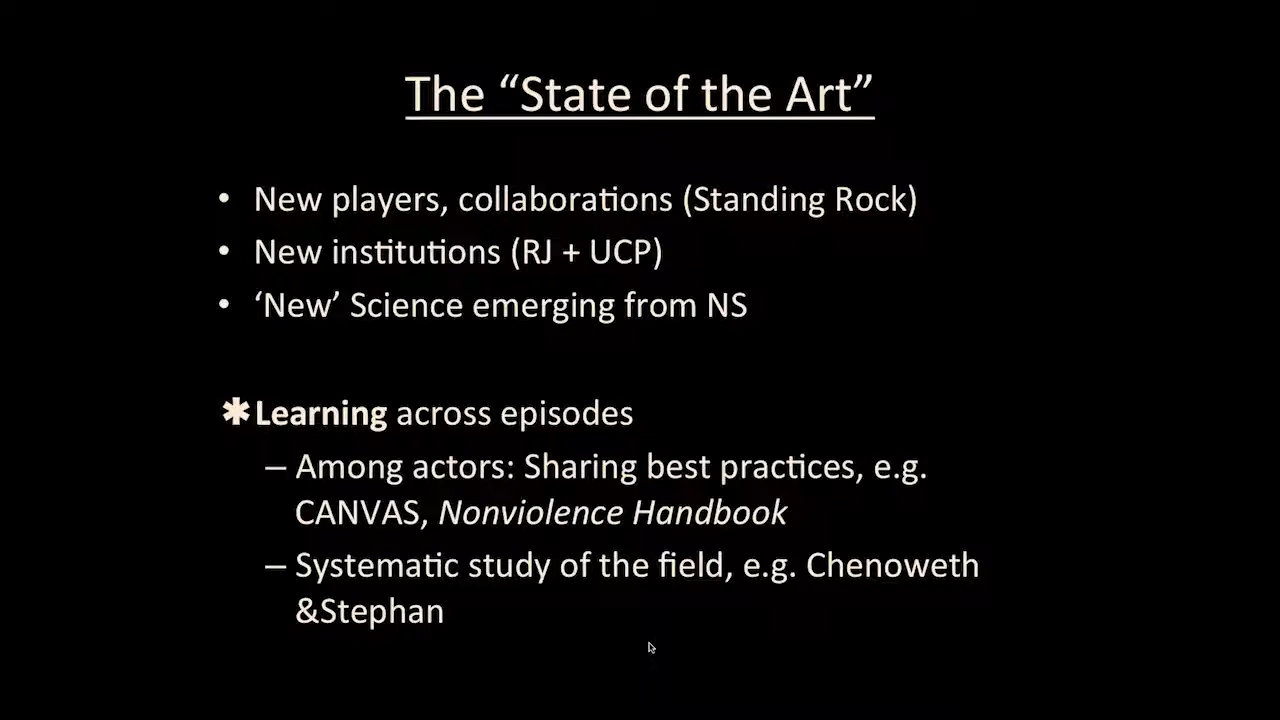 The “State of the Art”
• New players, collaborations (Standing Rock)
• New institutions (RJ + UCP)
• ‘New’ Science emerging from NS
✱Learning across episodes
– Among actors: Sharing best practices, e.g.
CANVAS, Nonviolence Handbook
– Systematic study of the field, e.g. Chenoweth
&Stephan